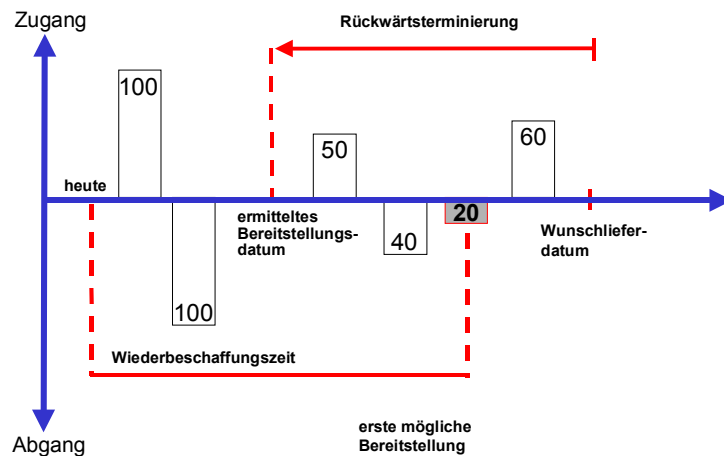 Zugang
Rückwärtsterminierung
100
50
60
heute
20
ermitteltes
Bereitstellungs-
datum
40
Wunschliefer-
datum
100
Wiederbeschaffungszeit
erste mögliche
Bereitstellung
Abgang